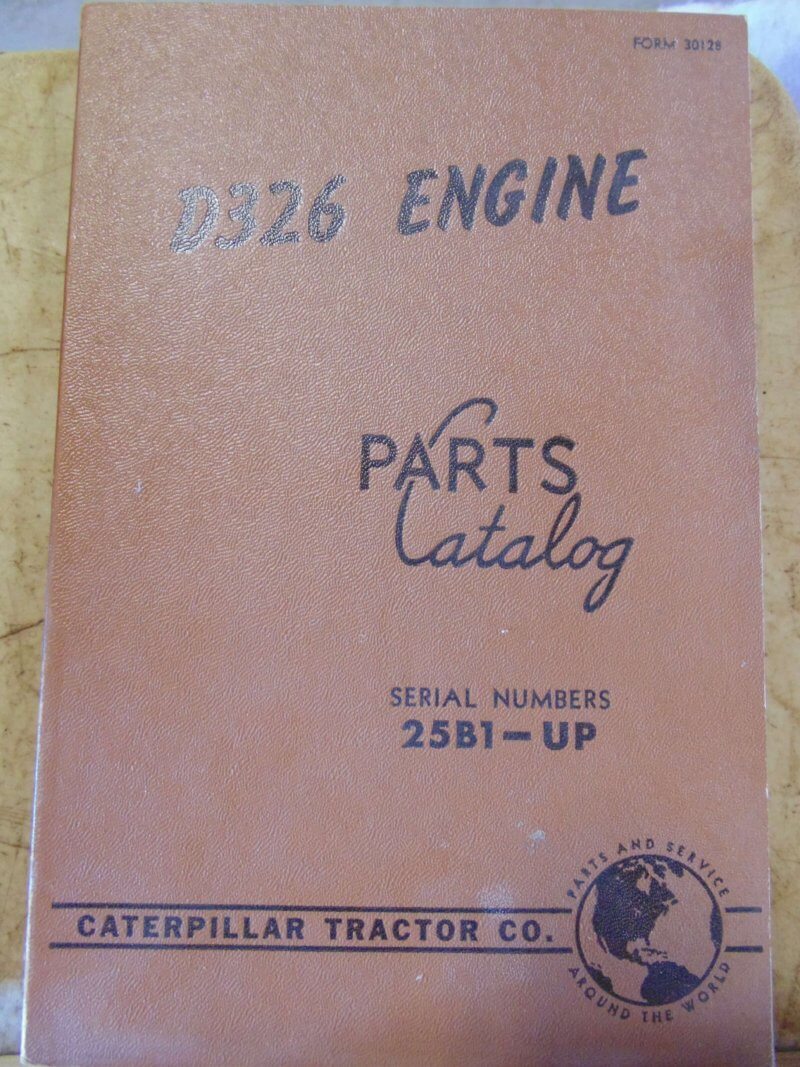 FORM 30128
D326 ENGINE
PARTS
Catalog
SERIAL NUMBERS
25B1-UP
CATERPILLAR TRACTOR CO.
PARTS AND SERVICE
AROUND THE WORLD